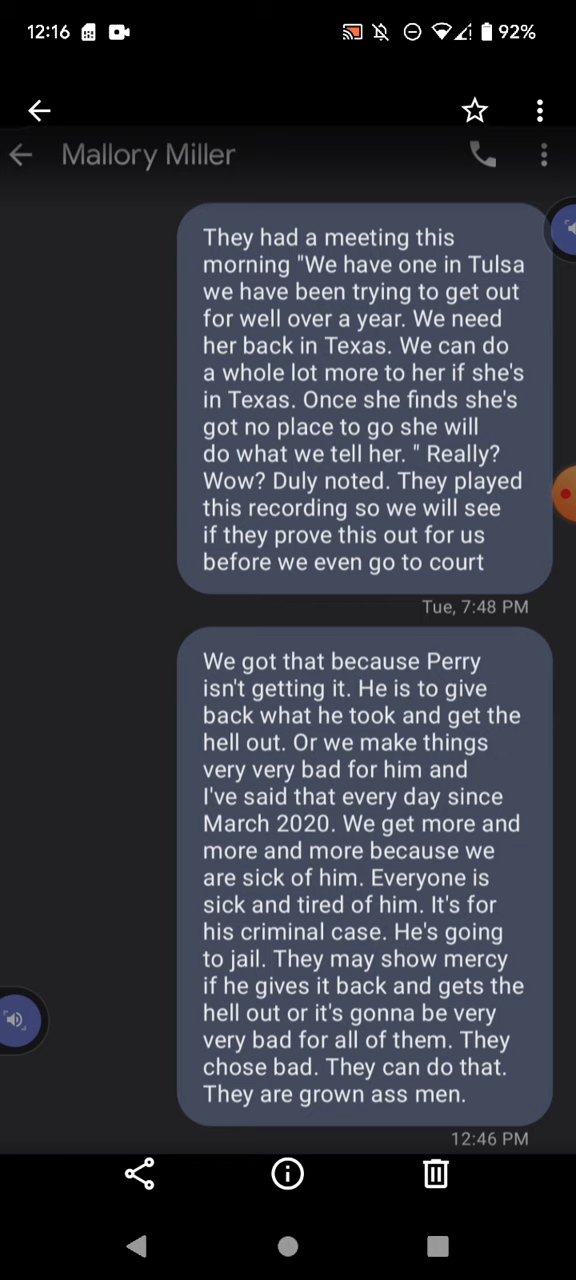 12:16
92%
Mallory Miller
They had a meeting this
morning "We have one in Tulsa
we have been trying to get out
for well over a year. We need
her back in Texas. We can do
a whole lot more to her if she's
in Texas. Once she finds she's
got no place to go she will
do what we tell her. " Really?
Wow? Duly noted. They played
this recording so we will see
if they prove this out for us
before we even go to court
Tue, 7:48 PM
We got that because Perry
isn't getting it. He is to give
back what he took and get the
hell out. Or we make things
very very bad for him and
I've said that every day since
March 2020. We get more and
more and more because we
are sick of him. Everyone is
sick and tired of him. It's for
his criminal case. He's going
to jail. They may show mercy
if he gives it back and gets the
hell out or it's gonna be very
very bad for all of them. They
chose bad. They can do that.
They are grown ass men.
12:46 PM